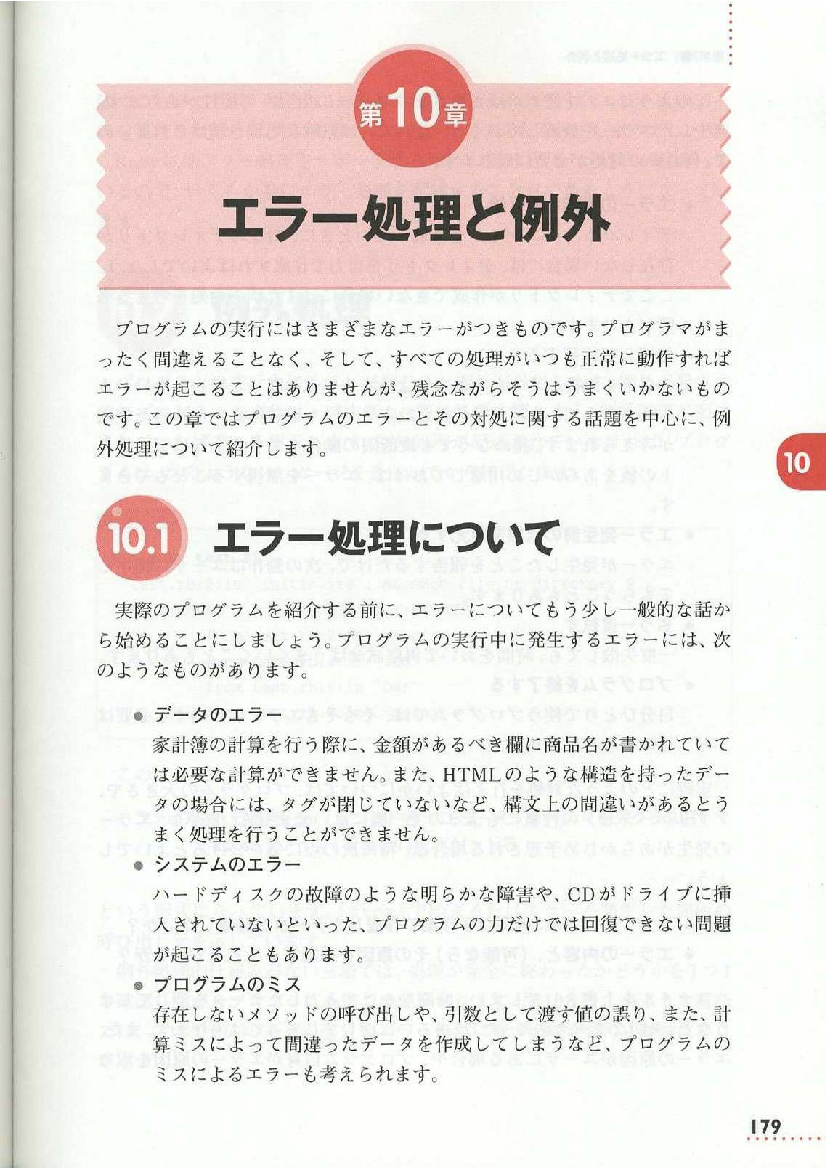 第10章
エラー処理と例外
プログラムの実行にはさまざまなエラーがつきものです。プログラマがま
ったく間違えることなく、そして、すべての処理がいつも正常に動作すれば
エラーが起こることはありませんが、残念ながらそうはうまくいかないもの
です。この章ではプログラムのエラーとその対処に関する話題を中心に、例
外処理について紹介します。
10
10.1 エラー処理について
実際のプログラムを紹介する前に、エラーについてもう少し一般的な話か
ら始めることにしましょう。プログラムの実行中に発生するエラーには、次
のようなものがあります。
● データのエラー
家計簿の計算を行う際に、金額があるべき欄に商品名が書かれていて
は必要な計算ができません。また、HTMLのような構造を持ったデー
タの場合には、タグが閉じていないなど、構文上の間違いがあるとう
まく処理を行うことができません。
● システムのエラー
ハードディスクの故障のような明らかな障害や、CDがドライブに挿
入されていないといった、プログラムの力だけでは回復できない問題
が起こることもあります。
● プログラムのミス
存在しないメソッドの呼び出しや、引数として渡す値の誤り、また、計
算ミスによって間違ったデータを作成してしまうなど、プログラムの
ミスによるエラーも考えられます。
179